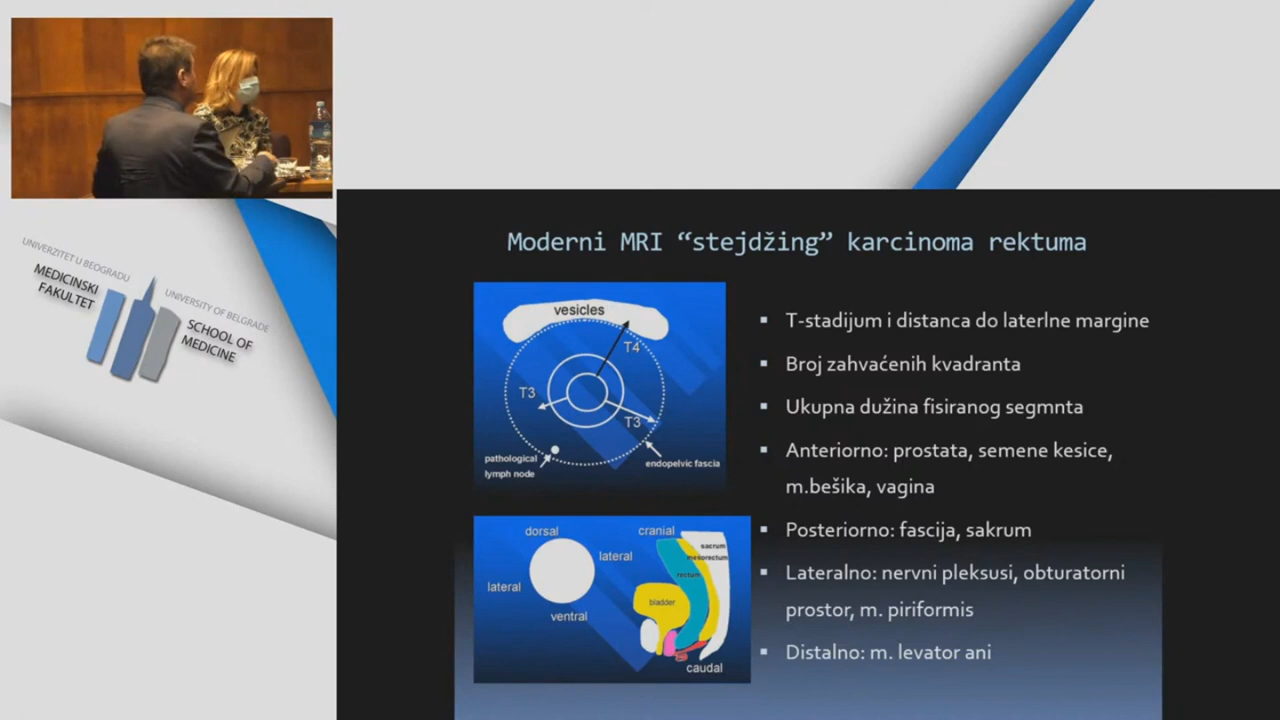 UNIVERZITET U BEOGRADU
MEDICINSKI
FAKULTET
UNIVERSITY OF BELGRADE
SCHOOL OF
MEDICINE
Moderni MRI “stejdžing” karcinoma rektuma
vesicles
T4
T3
T3
pathological
lymph node
endopelvic fascia
dorsal
lateral
lateral
ventral
cranial
sacrum
mesorectum
rectum
bladder
caudal
T-stadijum i distanca do laterlne margine
Broj zahvaćenih kvadranta
Ukupna dužina fisiranog segmnta
Anteriorno: prostata, semene kesice,
m.bešika, vagina
Posteriorno: fascija, sakrum
Lateralno: nervni pleksusi, obturatorni
prostor, m. piriformis
Distalno: m. levator ani